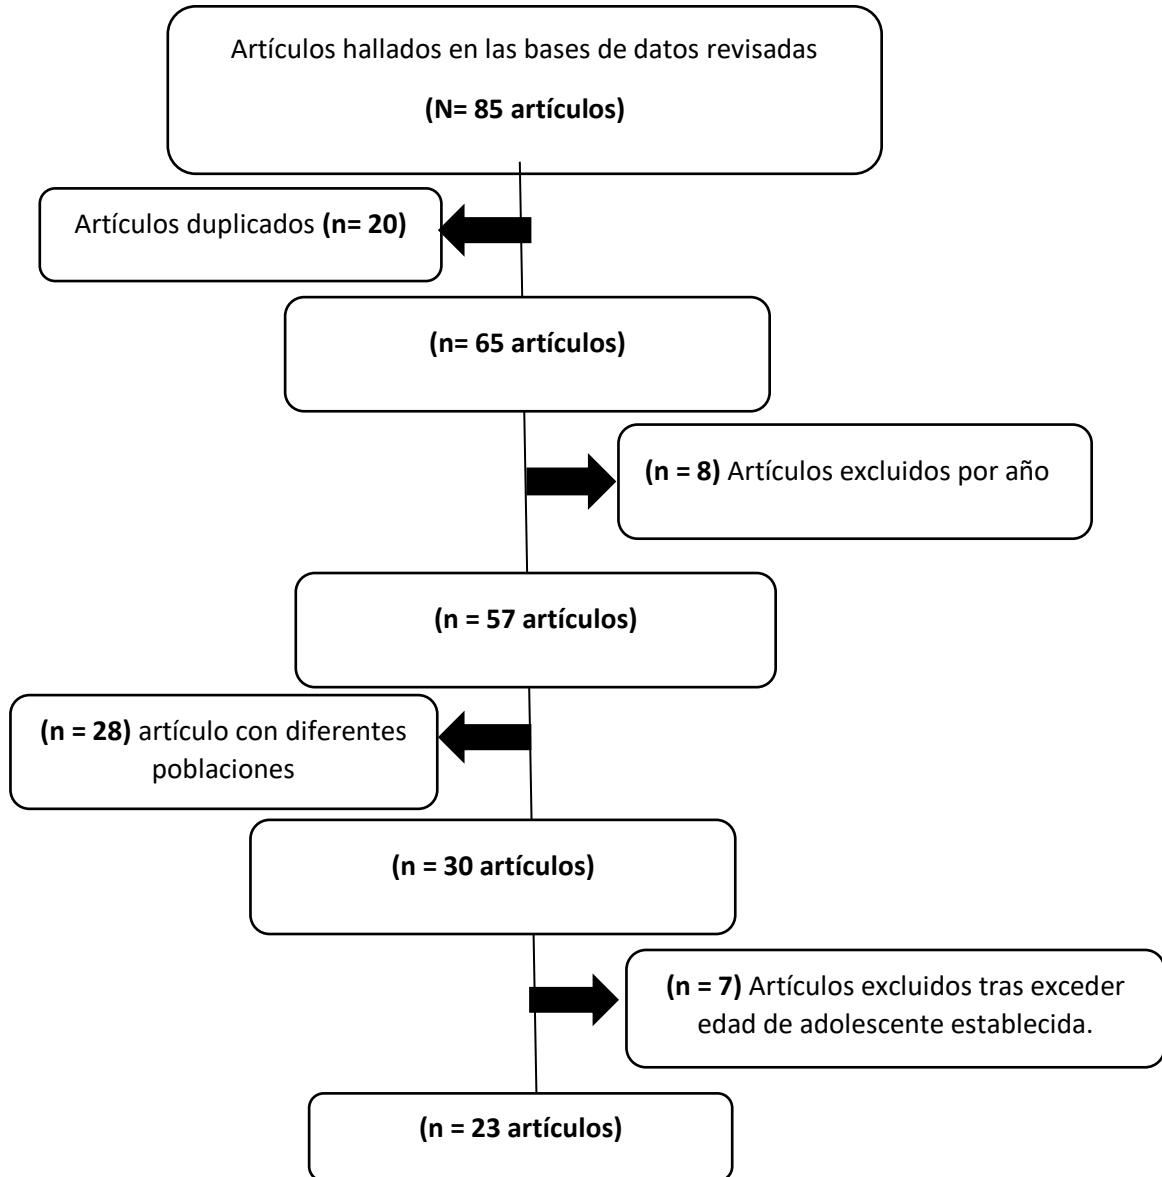 Artículos hallados en las bases de datos revisadas
(N= 85 artículos)
Artículos duplicados (n= 20)
(n= 65 artículos)
(n = 8) Artículos excluidos por año
(n = 57 artículos)
(n = 28) artículo con diferentes
poblaciones
(n = 30 artículos)
(n = 7) Artículos excluidos tras exceder
edad de adolescente establecida.
(n = 23 artículos)